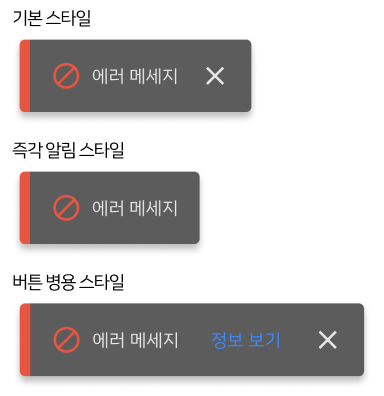 기본 스타일
에러 메세지
즉각 알림 스타일
에러 메세지
버튼 병용 스타일
에러 메세지 정보 보기